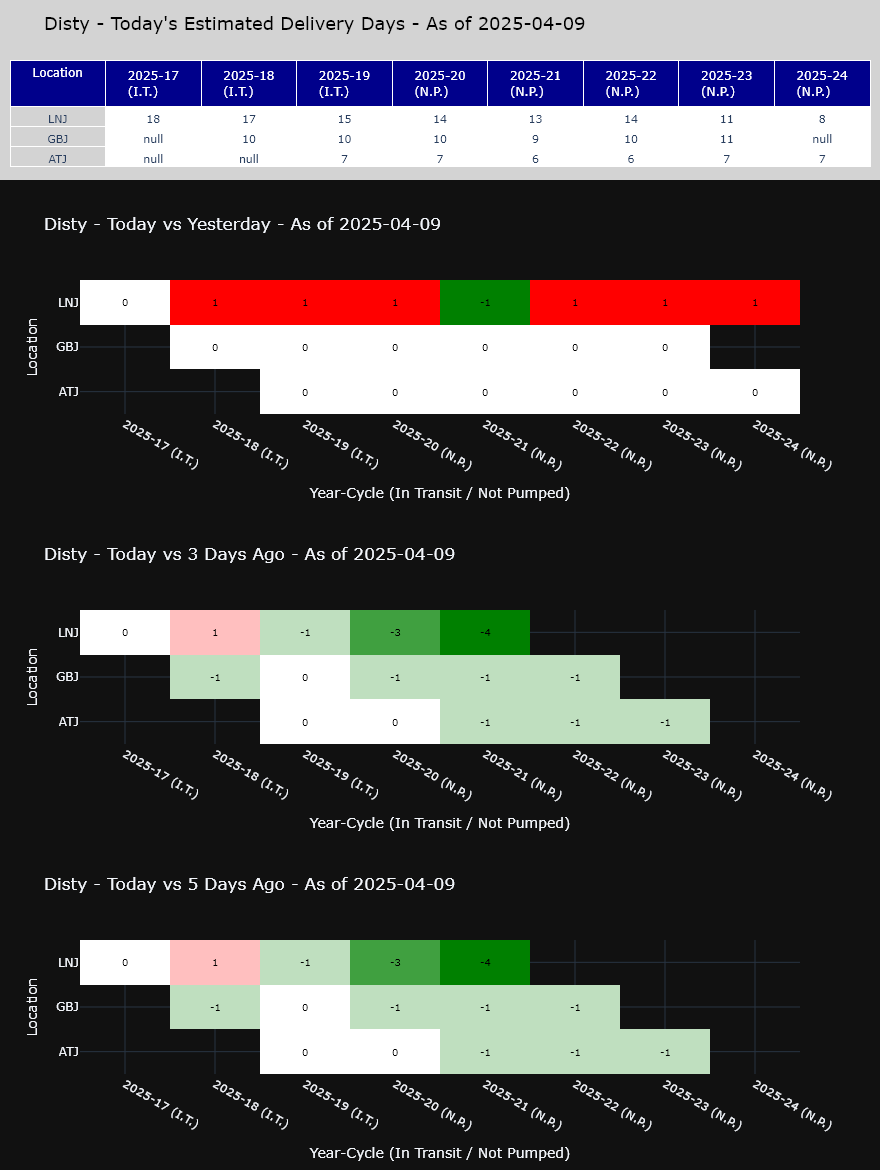 Disty - Today's Estimated Delivery Days - As of 2025-04-09
Location 2025-17 (I.T.) 2025-18 (I.T.) 2025-19 (I.T.) 2025-20 (N.P.) 2025-21 (N.P.) 2025-22 (N.P.) 2025-23 (N.P.) 2025-24 (N.P.)
LNJ 18 17 15 14 13 14 11 8
GBJ null 10 10 10 9 10 11 null
ATJ null null 7 7 6 6 7 7
Disty - Today vs Yesterday - As of 2025-04-09
Location
LNJ 0 1 1 1 -1 1 1 1
GBJ 0 0 0 0 0 0
ATJ 0 0 0 0 0 0
2025-17 (I.T.) 2025-18 (I.T.) 2025-19 (I.T.) 2025-20 (N.P.) 2025-21 (N.P.) 2025-22 (N.P.) 2025-23 (N.P.) 2025-24 (N.P.)
Year-Cycle (In Transit / Not Pumped)
Disty - Today vs 3 Days Ago - As of 2025-04-09
Location
LNJ 0 1 -1 -3 -4
GBJ -1 0 -1 -1 -1
ATJ 0 0 -1 -1 -1
2025-17 (I.T.) 2025-18 (I.T.) 2025-19 (I.T.) 2025-20 (N.P.) 2025-21 (N.P.) 2025-22 (N.P.) 2025-23 (N.P.) 2025-24 (N.P.)
Year-Cycle (In Transit / Not Pumped)
Disty - Today vs 5 Days Ago - As of 2025-04-09
Location
LNJ 0 1 -1 -3 -4
GBJ -1 0 -1 -1 -1
ATJ 0 0 -1 -1 -1
2025-17 (I.T.) 2025-18 (I.T.) 2025-19 (I.T.) 2025-20 (N.P.) 2025-21 (N.P.) 2025-22 (N.P.) 2025-23 (N.P.) 2025-24 (N.P.)
Year-Cycle (In Transit / Not Pumped)